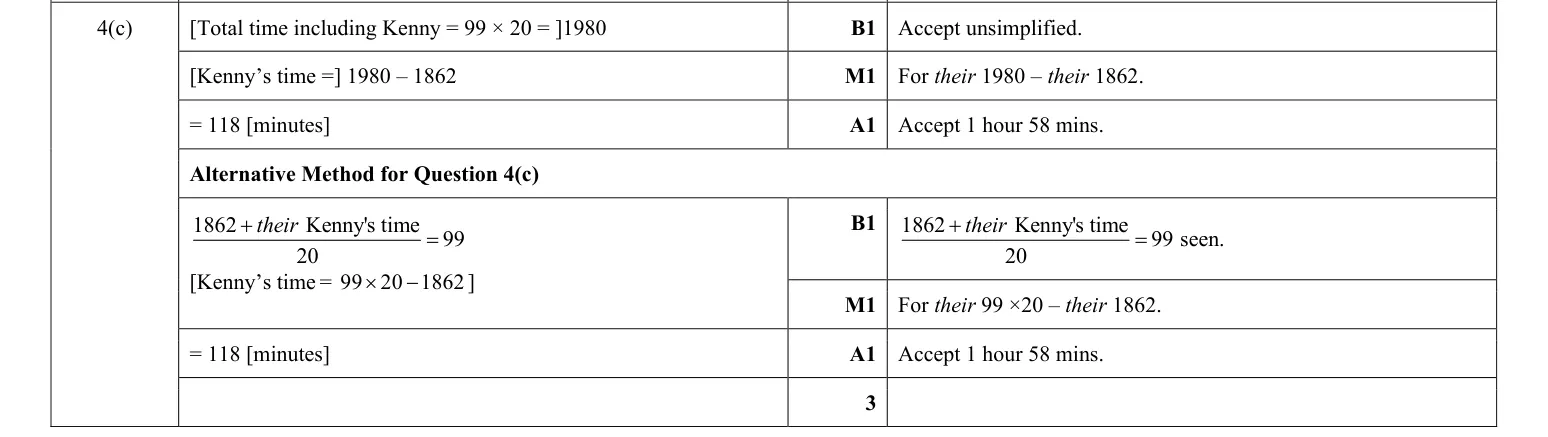 4(c) [Total time including Kenny = 99 × 20 = ]1980 B1 Accept unsimplified.
[Kenny’s time =] 1980 – 1862 M1 For their 1980 – their 1862.
= 118 [minutes] A1 Accept 1 hour 58 mins.
Alternative Method for Question 4(c)
1862 + their Kenny's time
20
= 99
[Kenny’s time = 99 × 20 − 1862 ]
B1
1862 + their Kenny's time
20
= 99 seen.
M1 For their 99 ×20 – their 1862.
= 118 [minutes] A1 Accept 1 hour 58 mins.
3